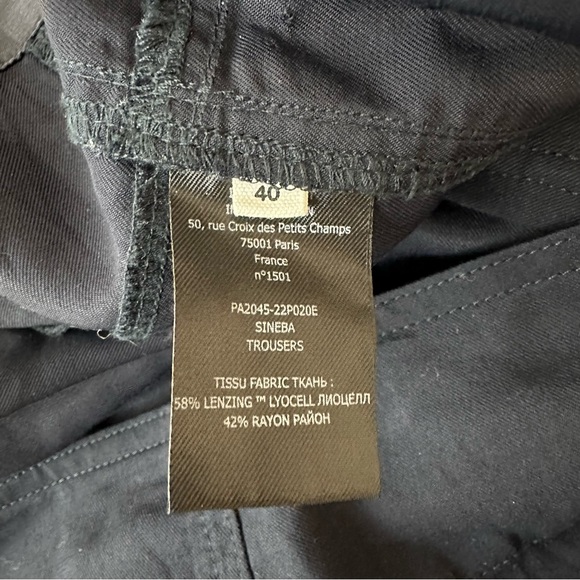 40
50, rue Croix des Petits Champs
75001 Paris
France
n°1501
PA2045-22P020E
SINEBA
TROUSERS
TISSU FABRIC ТКАНЬ :
58% LENZING ™ LYOCELL ЛИОЦЕЛЛ
42% RAYON РАЙОН